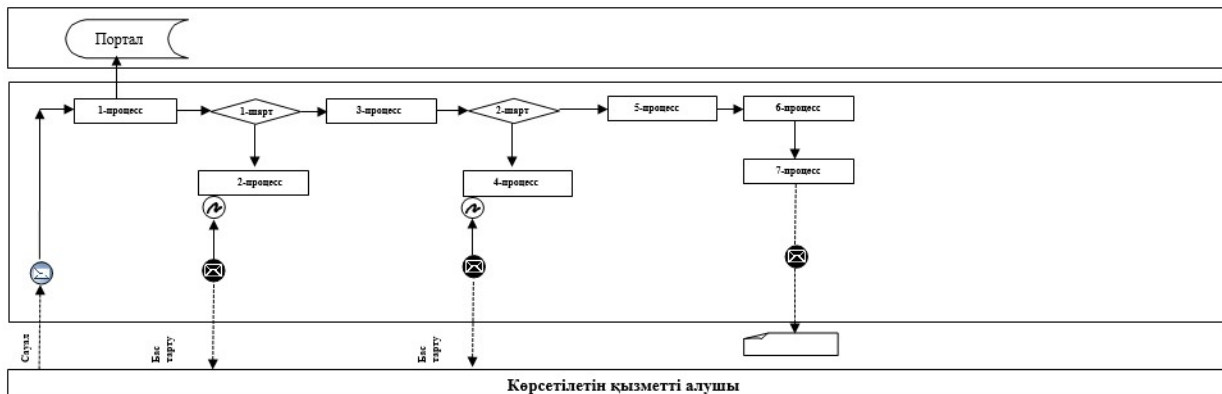 Портал
1-процесс
1-шарт
3-процесс
2-шарт
5-процесс
6-процесс
2-процесс
4-процесс
7-процесс
Сауал
Бас
тарту
Бас
тарту
Көрсетілетін қызметті алушы